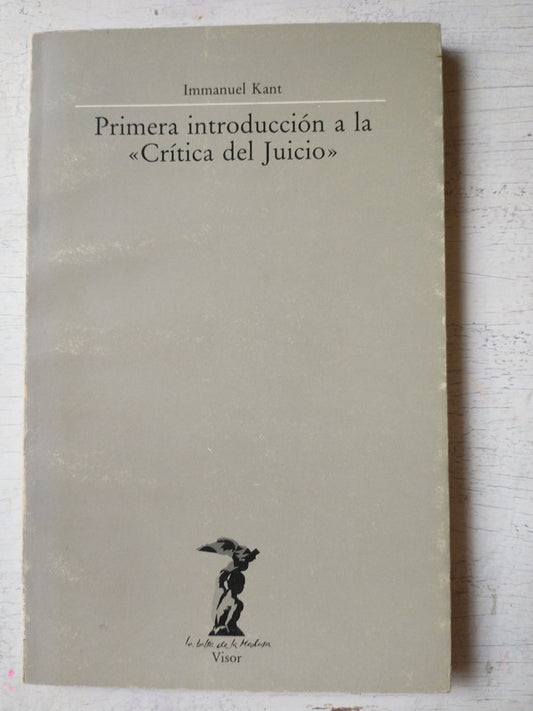 Immanuel Kant
Primera introducción a la
«Crítica del Juicio»
la balsa de la Medusa
Visor